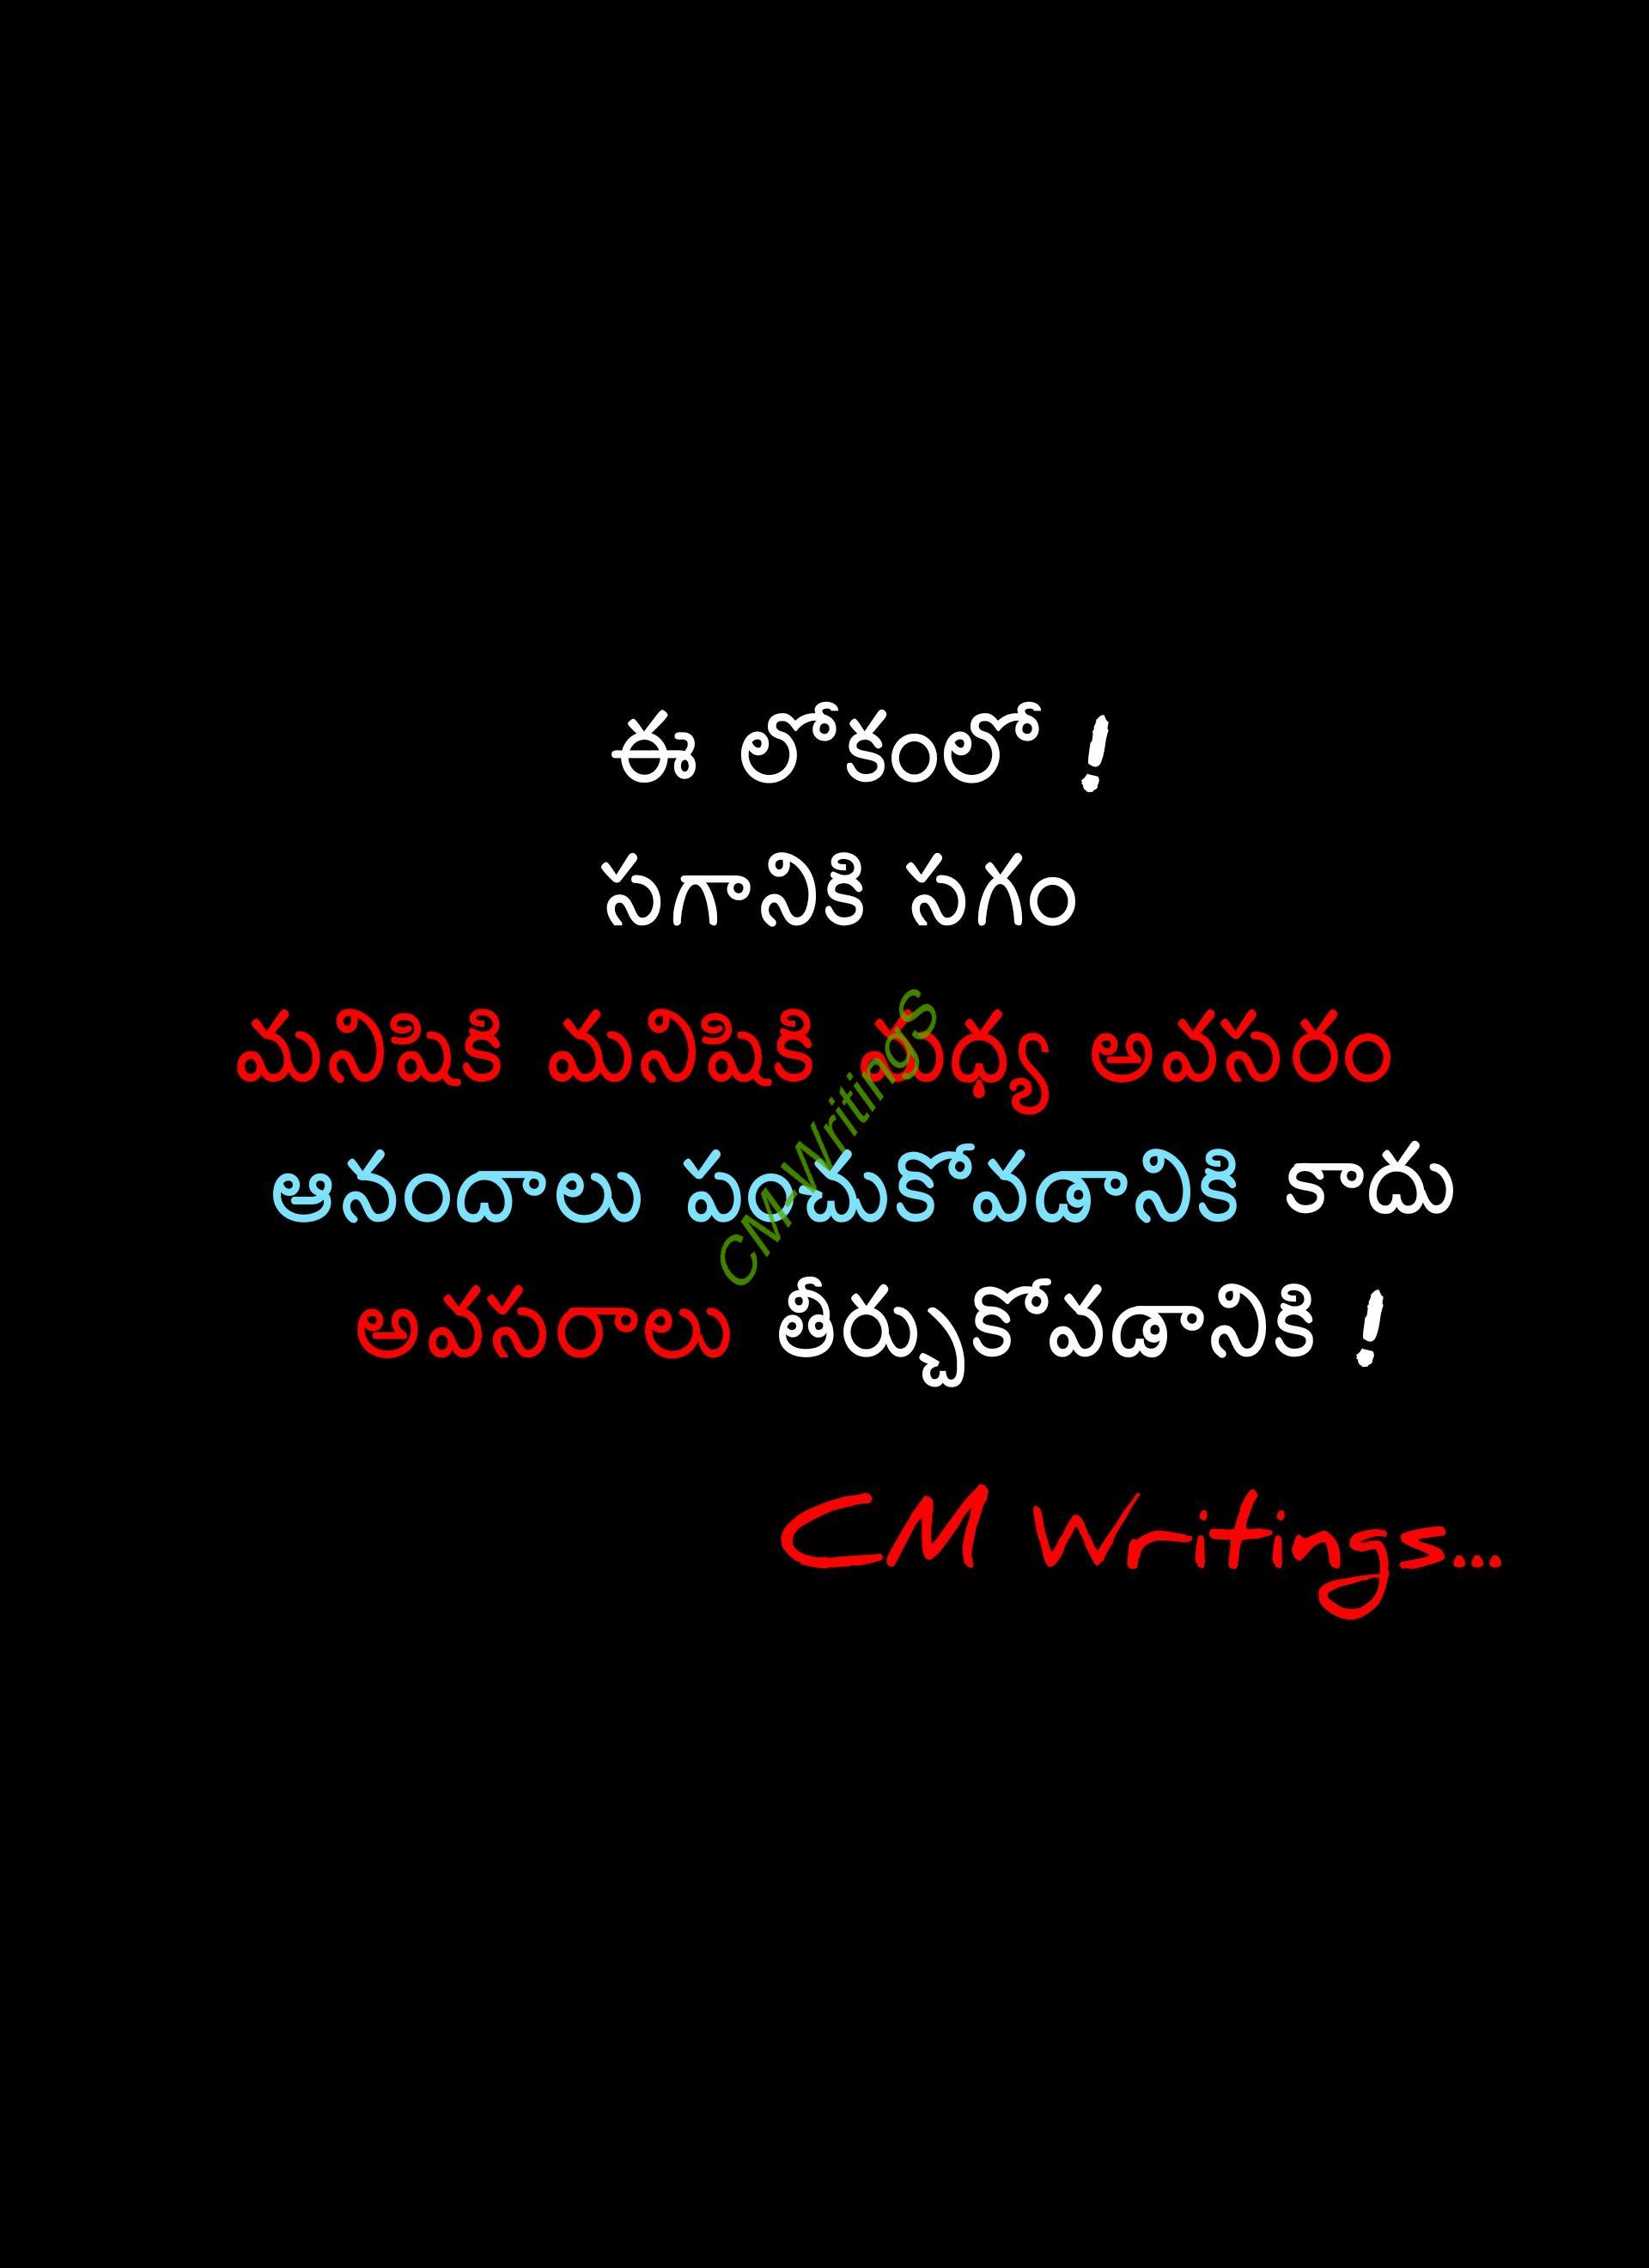 ఈ లోకంలో !
సగానికి సగం
మనిషికి మనిషికి మధ్య అవసరం
ఆనందాలు పంచుకోవడానికి కాదు
అవసరాలు తీర్చుకోవడానికి !
CM Writings
CM Writings...